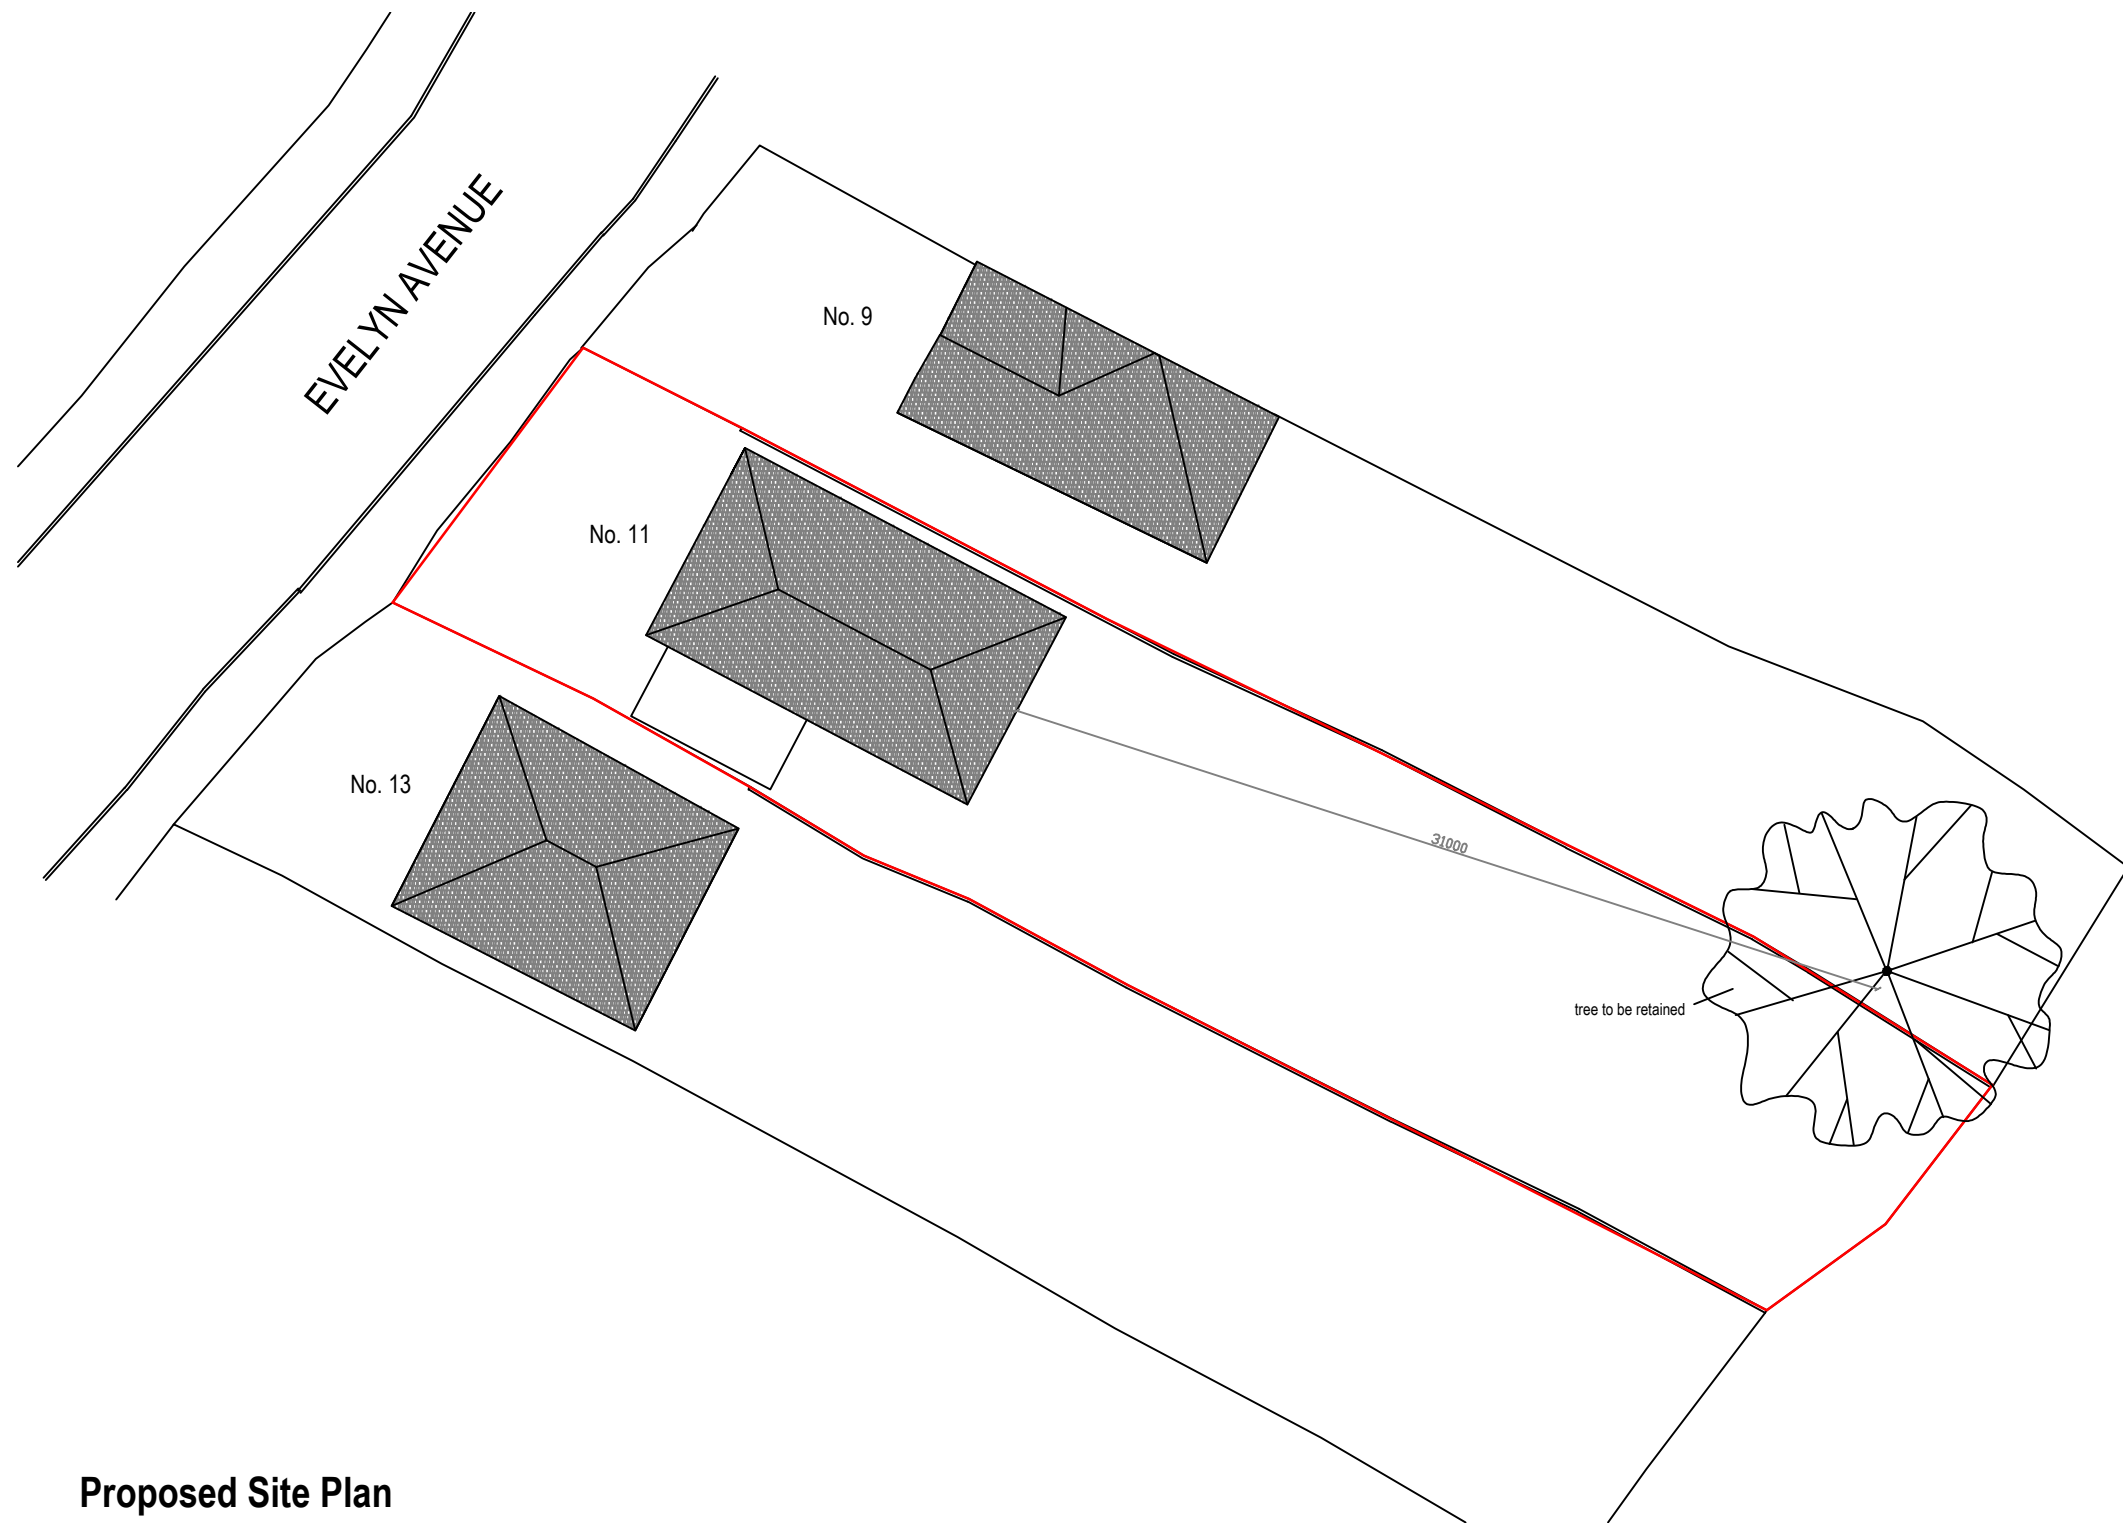 EVELYN AVENUE
No. 9
No. 11
No. 13
31000
tree to be retained
Proposed Site Plan